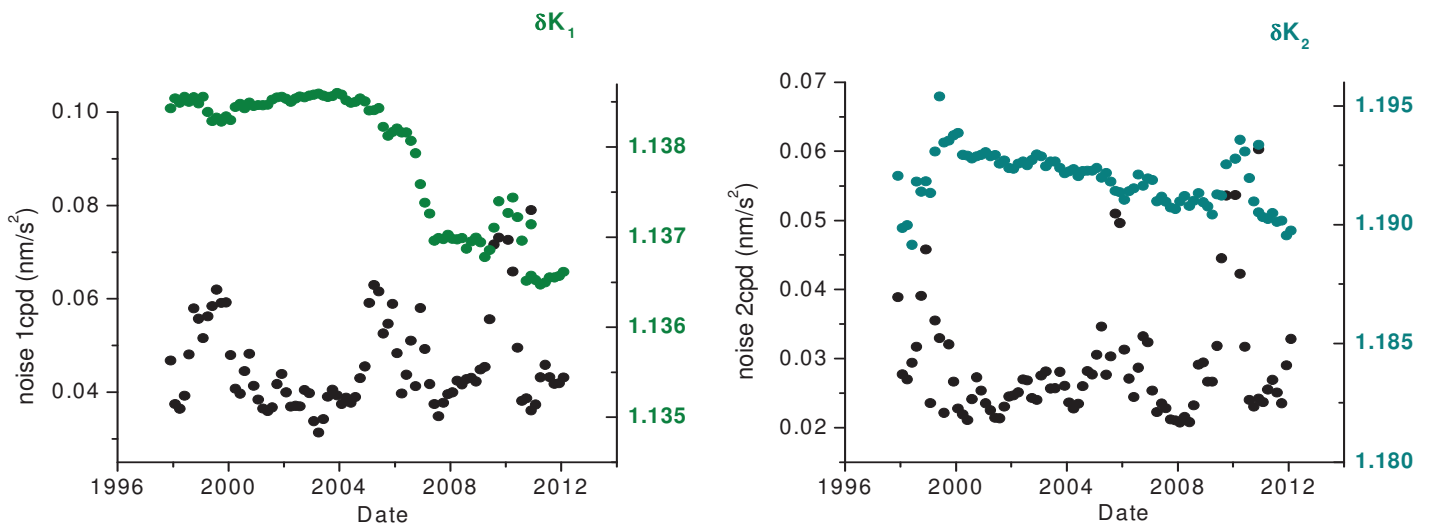 δK1
noise 1cpd (nm/s²)
0.10
0.08
0.06
0.04
1.138
1.137
1.136
1.135
1996 2000 2004 2008 2012
Date
δK2
noise 2cpd (nm/s²)
0.07
0.06
0.05
0.04
0.03
0.02
1.195
1.190
1.185
1.180
1996 2000 2004 2008 2012
Date